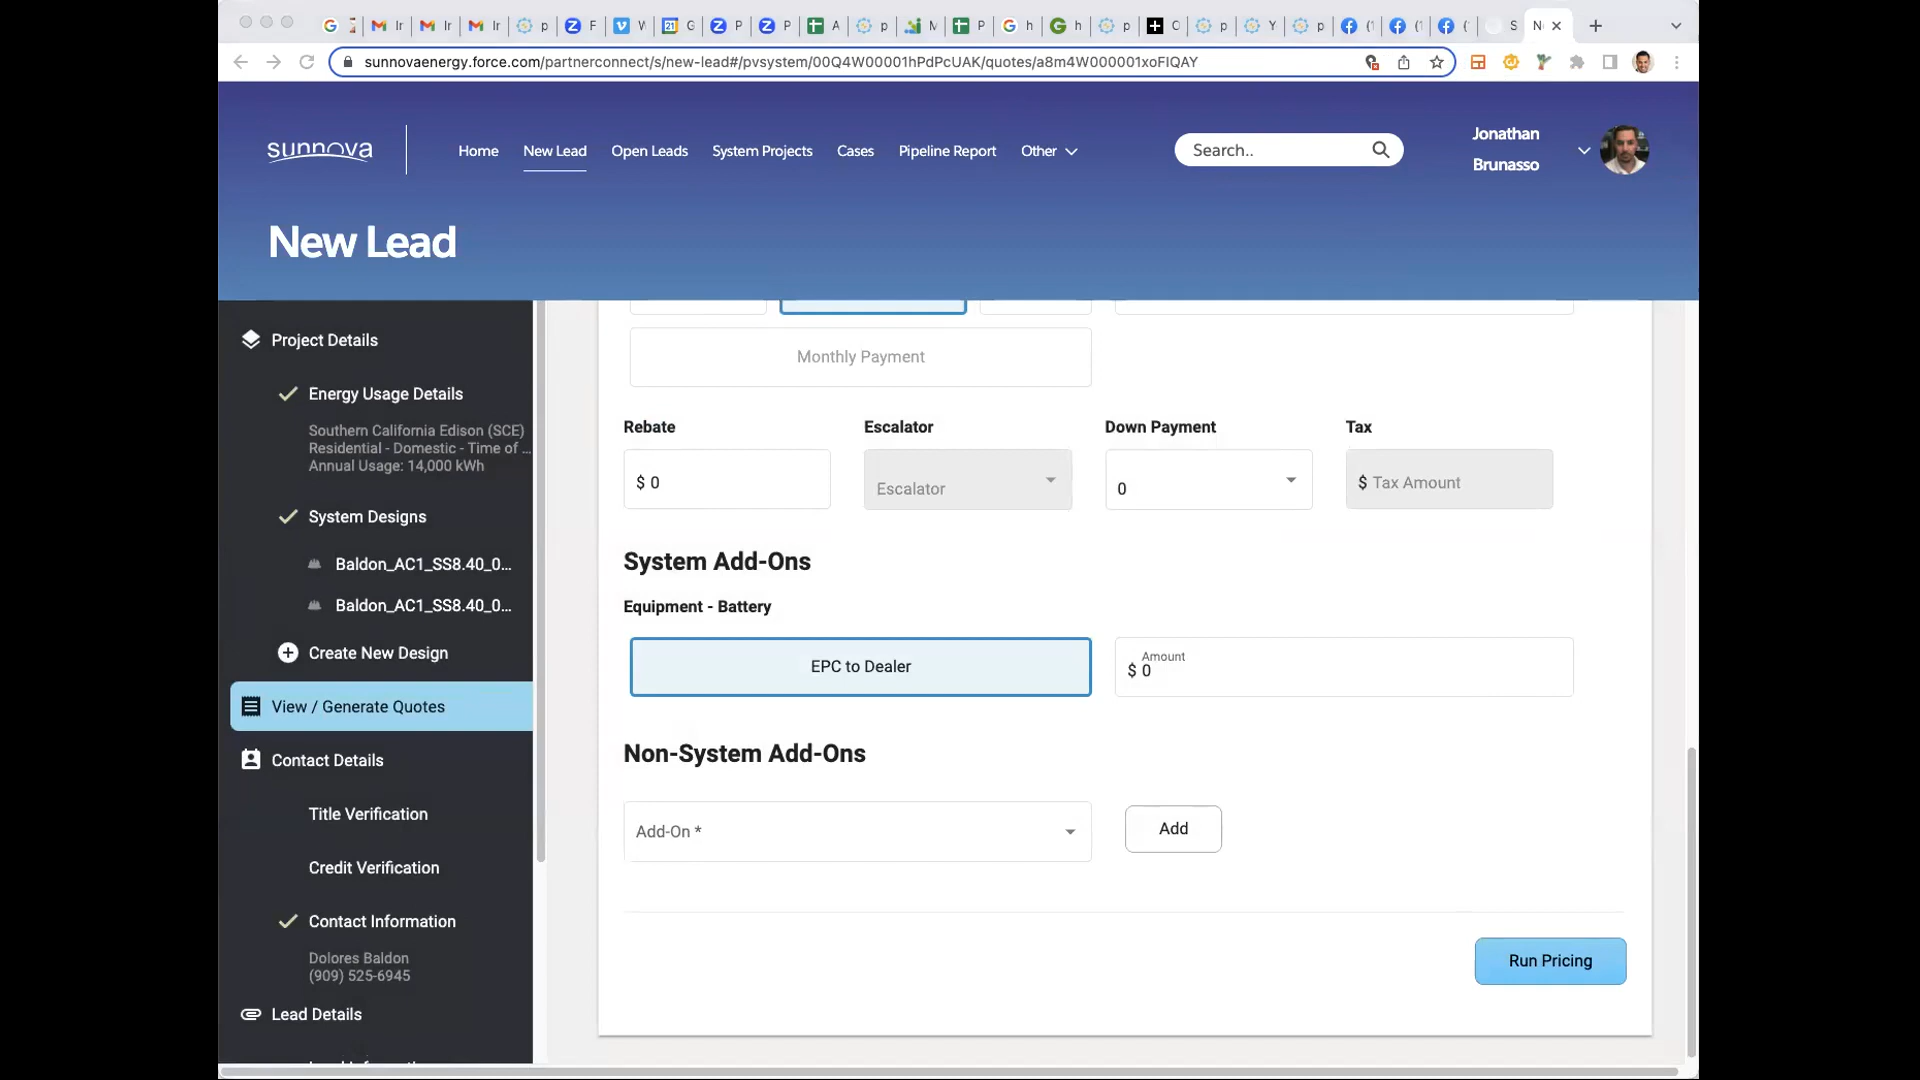 sunnovaenergy.force.com/partnerconnect/s/new-lead#/pvsystem/00Q4W00001hPdPcUAK/quotes/a8m4W000001xoFIQAY
sunnova
Home
New Lead
Open Leads
System Projects
Cases
Pipeline Report
Other
Search..
Jonathan
Brunasso
New Lead
Project Details
Energy Usage Details
Southern California Edison (SCE)
Residential - Domestic - Time of ...
Annual Usage: 14,000 kWh
System Designs
Baldon_AC1_SS8.40_0...
Baldon_AC1_SS8.40_0...
Create New Design
View / Generate Quotes
Contact Details
Title Verification
Credit Verification
Contact Information
Dolores Baldon
(909) 525-6945
Lead Details
Monthly Payment
Rebate
Escalator
Down Payment
Tax
$ 0
Escalator
0
$ Tax Amount
System Add-Ons
Equipment - Battery
EPC to Dealer
Amount
$ 0
Non-System Add-Ons
Add-On *
Add
Run Pricing